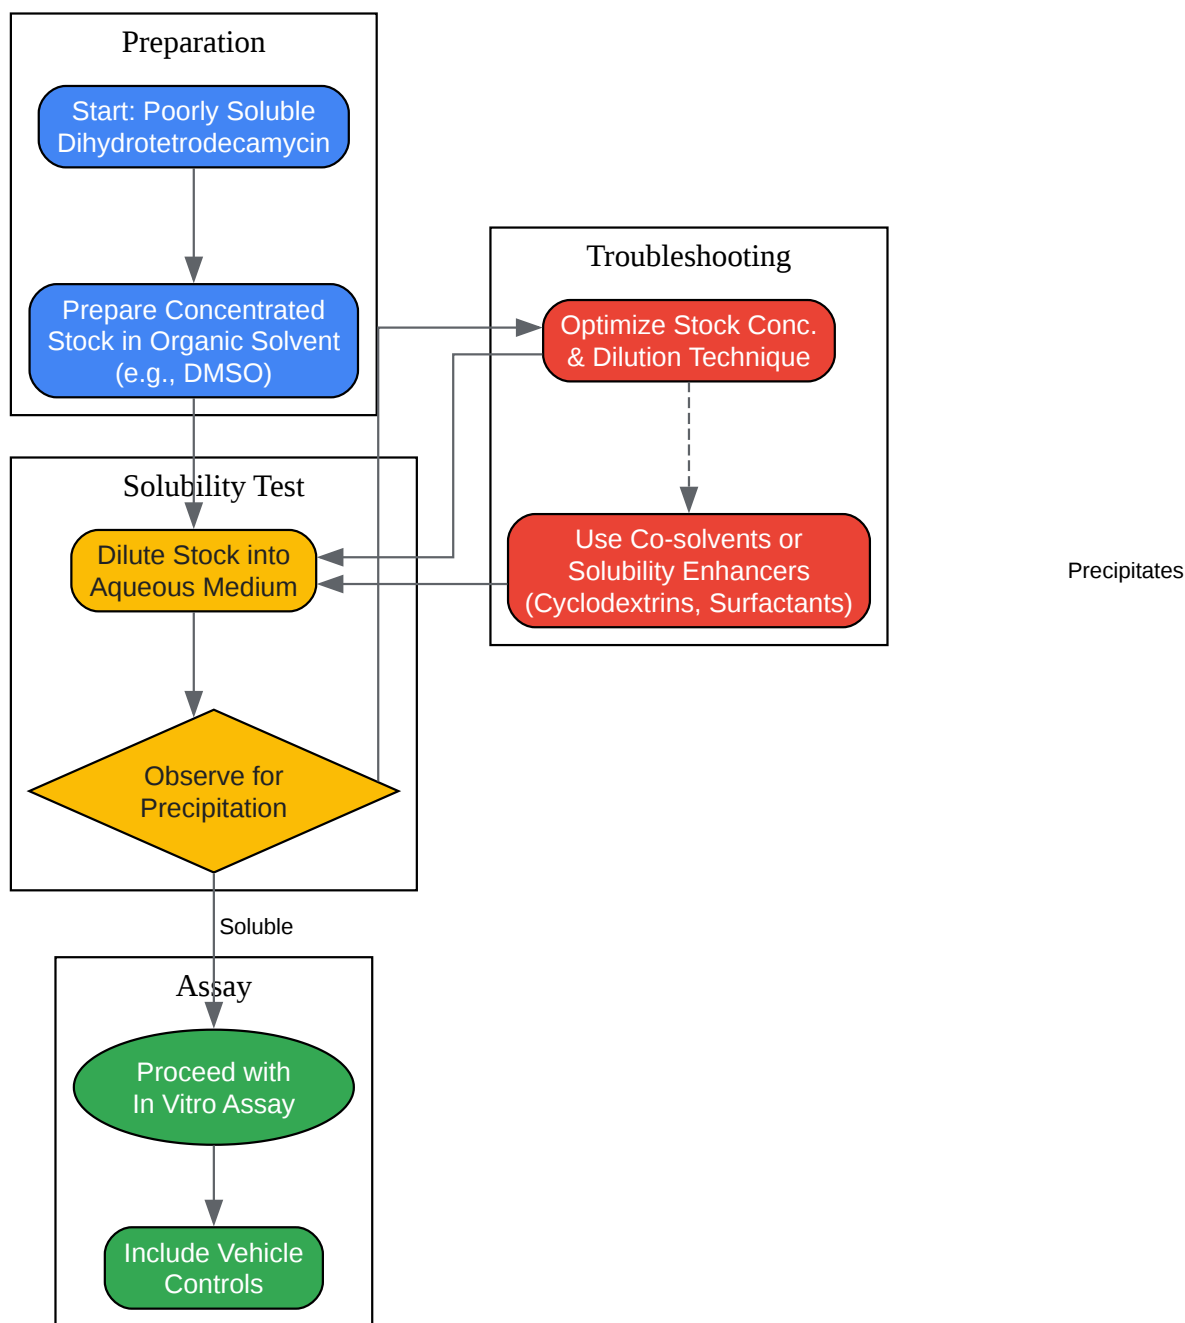 Preparation
Start: Poorly Soluble
Dihydrotetrodecamycin
Prepare Concentrated
Stock in Organic Solvent
(e.g., DMSO)
Troubleshooting
Optimize Stock Conc.
& Dilution Technique
Use Co-solvents or
Solubility Enhancers
(Cyclodextrins, Surfactants)
Precipitates
Solubility Test
Dilute Stock into
Aqueous Medium
Observe for
Precipitation
Soluble
Assay
Proceed with
In Vitro Assay
Include Vehicle
Controls